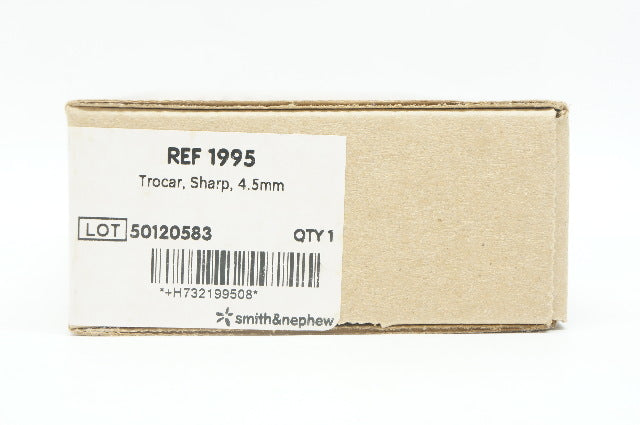 REF 1995
Trocar, Sharp, 4.5mm
LOT 50120583 QTY 1
*+H732199508*
smith&nephew